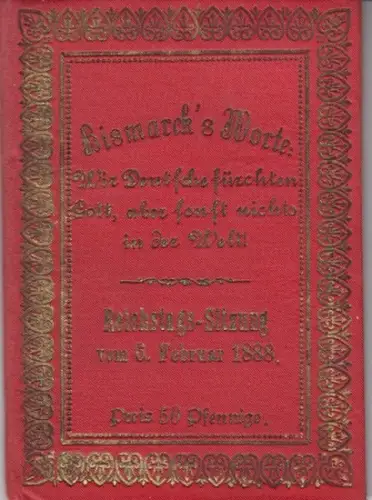 Bismarck's Worte:
Wir Deutsche fürchten
Gott, aber sonst nichts
in der Welt!
Reichstags-Sitzung
vom 6. Februar 1888.
Preis 50 Pfennige.